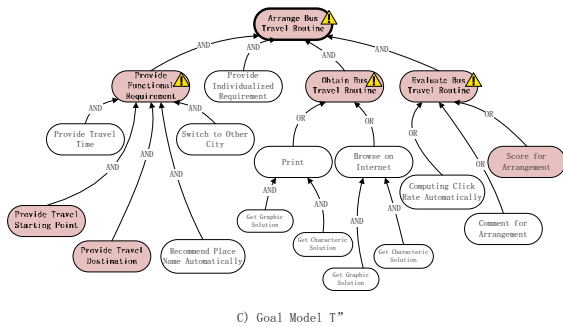 Arrange Bus
Travel Routine
AND
AND
AND
AND
Provide
Functional
Requirement
Provide
Individualized
Requirement
Obtain Bus
Travel Routine
Evaluate Bus
Travel Routine
AND
AND
AND
AND
AND
OR
OR
OR
OR
OR
Provide Travel
Time
Switch to Other
City
Print
Browse on
Internet
Score for
Arrangement
Computing Click
Rate Automatically
AND
AND
AND
AND
Provide Travel
Starting Point
Get Graphic
Solution
Comment for
Arrangement
Get Characteric
Solution
Get Characteric
Solution
Provide Travel
Destination
Recommend Place
Name Automatically
Get Graphic
Solution
C) Goal Model T”